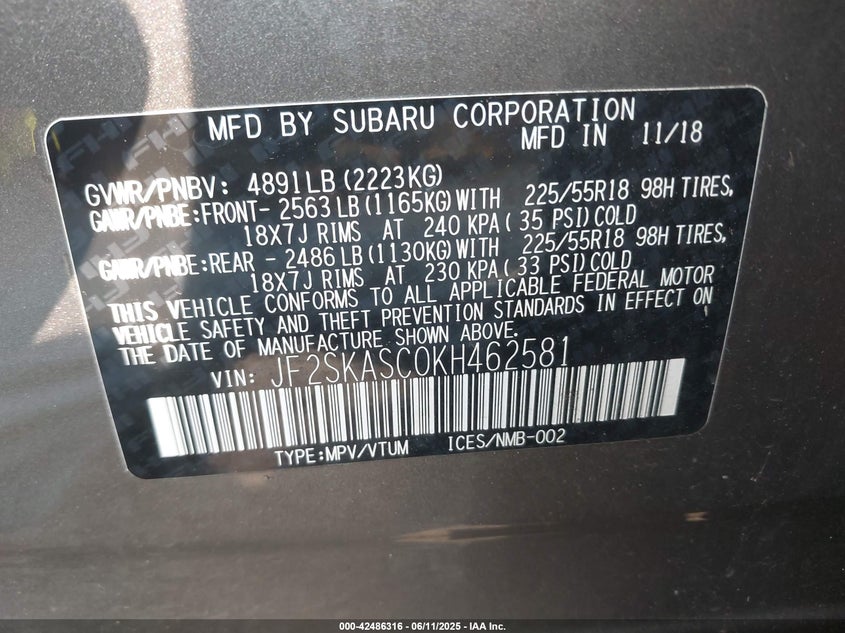 MFD BY SUBARU CORPORATION
MFD IN 11/18
GVWR/PNBV: 4891LB (2223KG)
GAWR/PNBE:FRONT- 2563LB(1165KG)WITH 225/55R18 98H TIRES,
18X7J RIMS AT 240 KPA( 35 PSI)COLD
GAWR/PNBE:REAR - 2486LB(1130KG)WITH 225/55R18 98H TIRES,
18X7J RIMS AT 230 KPA( 33 PSI)COLD
THIS VEHICLE CONFORMS TO ALL APPLICABLE FEDERAL MOTOR
VEHICLE SAFETY AND THEFT PREVENTION STANDARDS IN EFFECT ON
THE DATE OF MANUFACTURE SHOWN ABOVE.
VIN: JF2SKASC0KH462581
TYPE:MPV/VTUM ICES/NMB-002
000-42486316 - 06/11/2025 - IAA Inc.